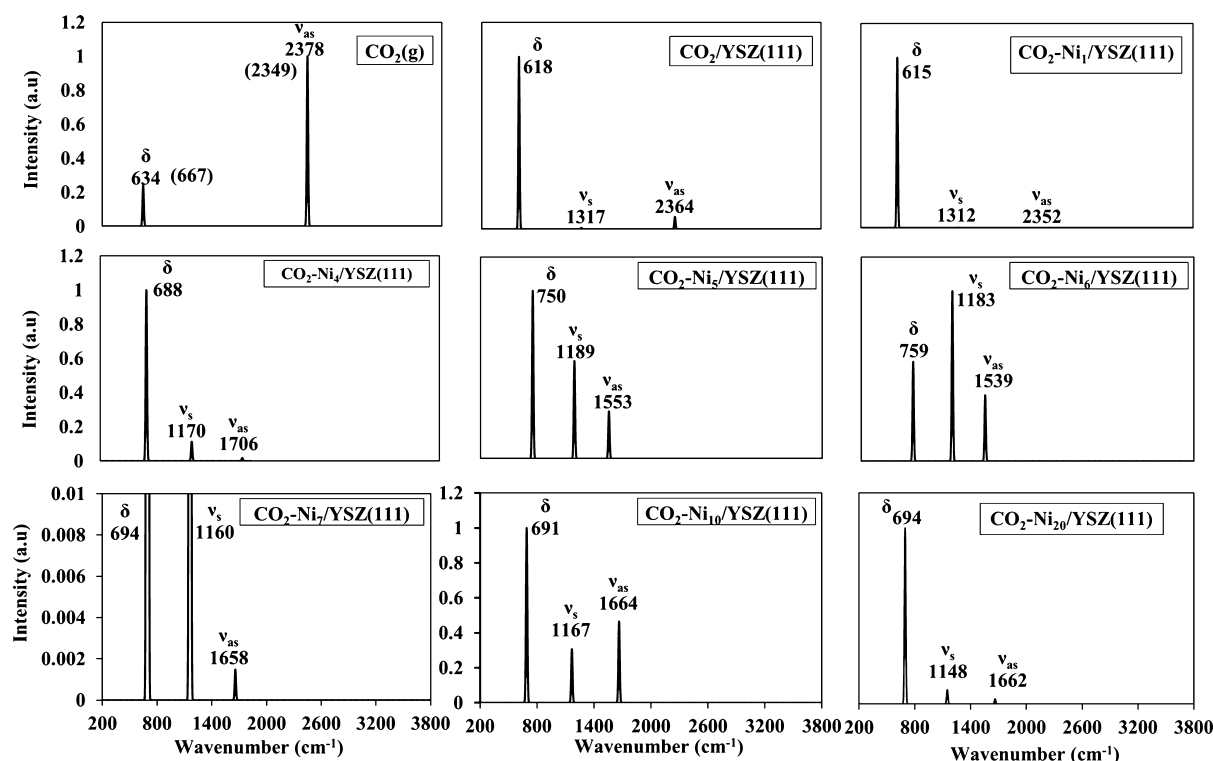 Intensity (a.u)
1.2
1
0.8
0.6
0.4
0.2
0
CO₂(g)
νas
2378
(2349)
δ
634 (667)
CO₂/YSZ(111)
δ
618
νs
1317
νas
2364
CO₂-Ni₁/YSZ(111)
δ
615
νs
1312
νas
2352
Intensity (a.u)
1.2
1
0.8
0.6
0.4
0.2
0
CO₂-Ni₄/YSZ(111)
δ
688
νs
1170
νas
1706
CO₂-Ni₅/YSZ(111)
δ
750
νs
1189
νas
1553
CO₂-Ni₆/YSZ(111)
νs
1183
δ
759
νas
1539
Intensity (a.u)
0.01
0.008
0.006
0.004
0.002
0
CO₂-Ni₇/YSZ(111)
δ
694
νs
1160
νas
1658
200 800 1400 2000 2600 3200 3800
Wavenumber (cm⁻¹)
1.2
1
0.8
0.6
0.4
0.2
0
CO₂-Ni₁₀/YSZ(111)
δ
691
νs
1167
νas
1664
200 800 1400 2000 2600 3200 3800
Wavenumber (cm⁻¹)
CO₂-Ni₂₀/YSZ(111)
δ 694
νs
1148
νas
1662
200 800 1400 2000 2600 3200 3800
Wavenumber (cm⁻¹)